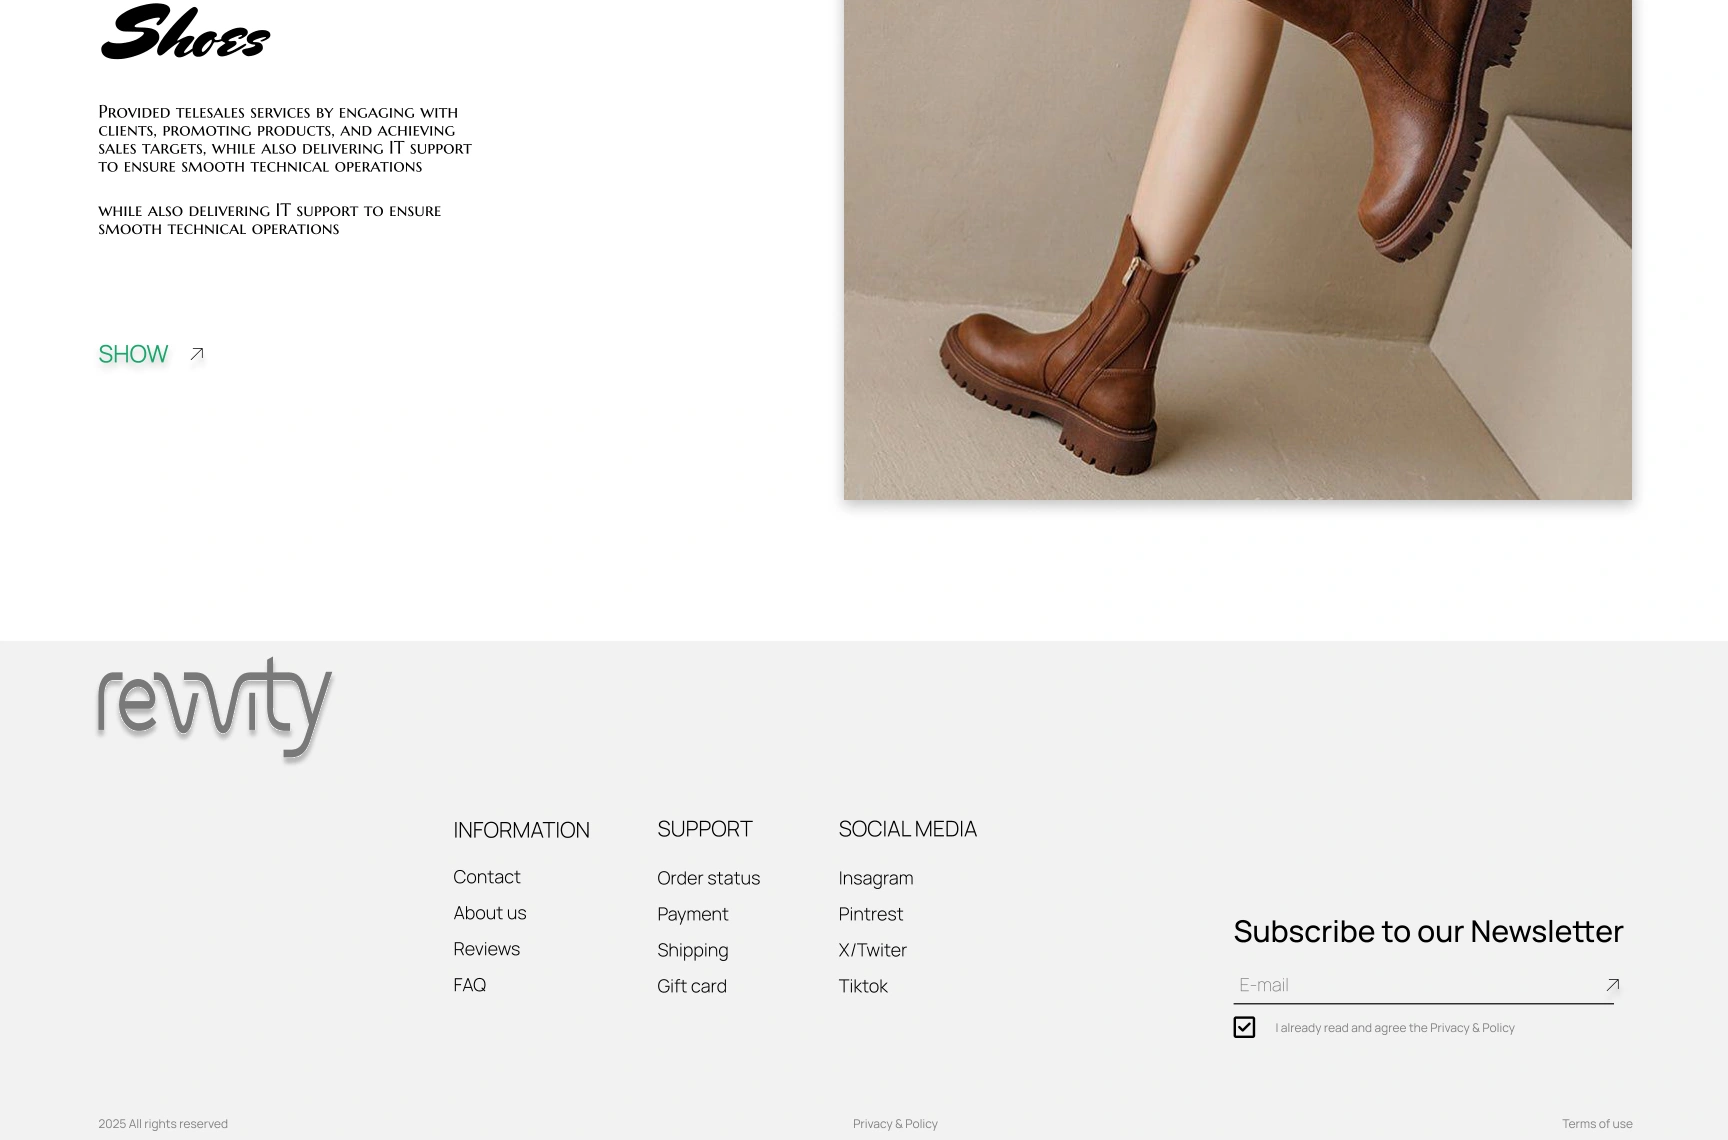 Shoes
Provided telesales services by engaging with
clients, promoting products, and achieving
sales targets, while also delivering IT support
to ensure smooth technical operations
while also delivering IT support to ensure
smooth technical operations
SHOW
revvity
INFORMATION
Contact
About us
Reviews
FAQ
SUPPORT
Order status
Payment
Shipping
Gift card
SOCIAL MEDIA
Insagram
Pintrest
X/Twiter
Tiktok
Subscribe to our Newsletter
E-mail
I already read and agree the Privacy & Policy
2025 All rights reserved
Privacy & Policy
Terms of use